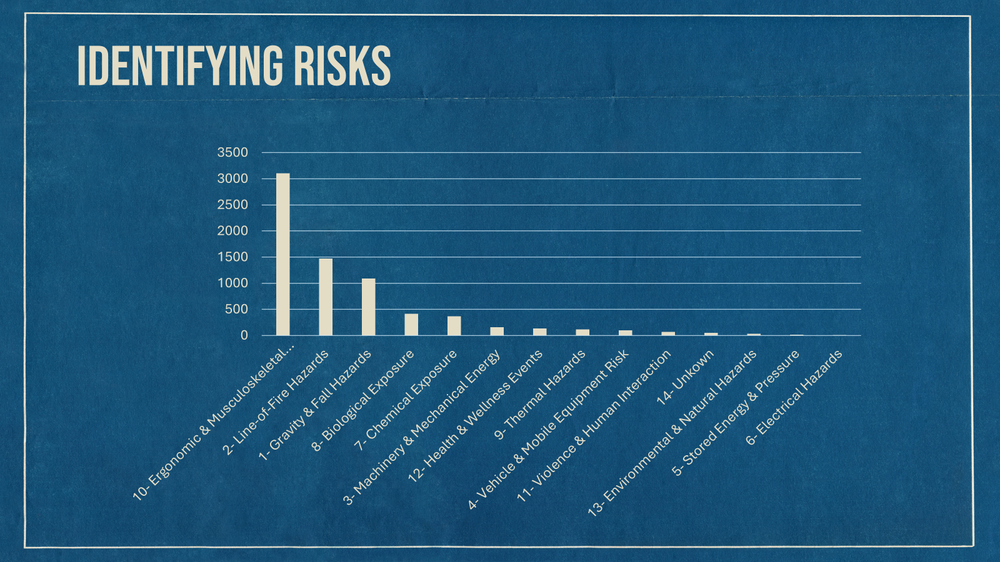 IDENTIFYING RISKS
3500
3000
2500
2000
1500
1000
500
0
10- Ergonomic & Musculoskeletal...
2- Line-of-Fire Hazards
1- Gravity & Fall Hazards
8- Biological Exposure
7- Chemical Exposure
3- Machinery & Mechanical Energy
12- Health & Wellness Events
9- Thermal Hazards
4- Vehicle & Mobile Equipment Risk
11- Violence & Human Interaction
14- Unkown
13- Environmental & Natural Hazards
5- Stored Energy & Pressure
6- Electrical Hazards